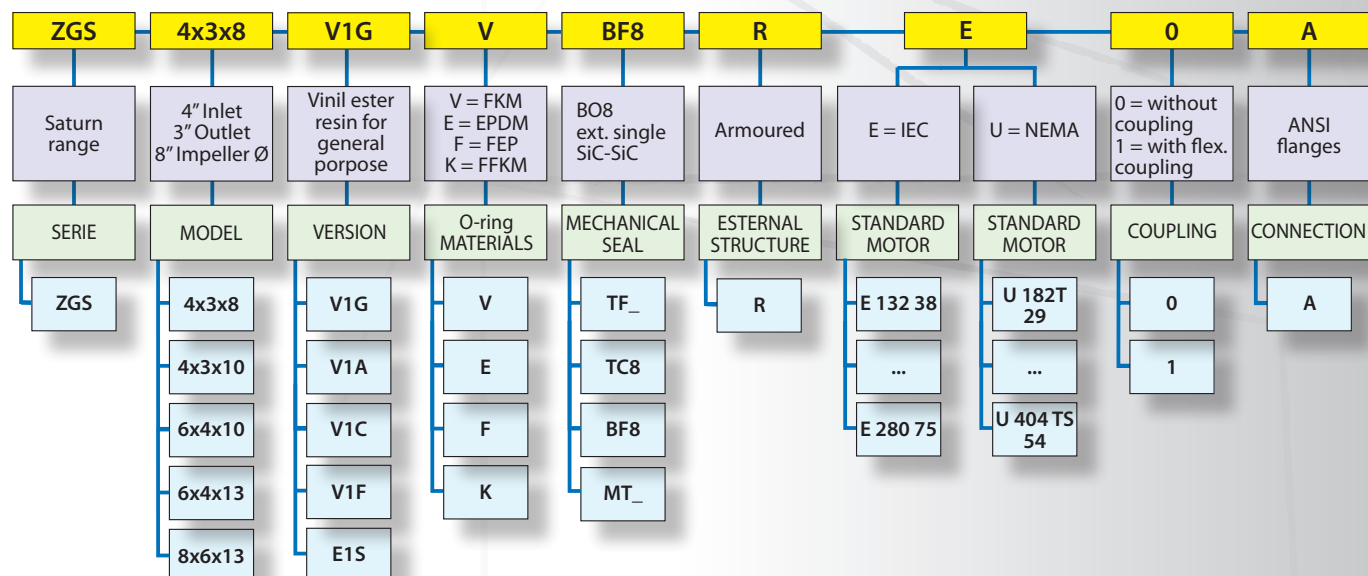 ZGS 4x3x8 V1G V BF8 R E 0 A
Saturn
range
4” Inlet
3” Outlet
8” Impeller Ø
Vinil ester
resin for
general
porpose
V = FKM
E = EPDM
F = FEP
K = FFKM
BO8
ext. single
SiC-SiC
Armoured
E = IEC
U = NEMA
0 = without
coupling
1 = with flex.
coupling
ANSI
flanges
SERIE
MODEL
VERSION
O-ring
MATERIALS
MECHANICAL
SEAL
ESTERNAL
STRUCTURE
STANDARD
MOTOR
STANDARD
MOTOR
COUPLING
CONNECTION
ZGS
4x3x8
4x3x10
6x4x10
6x4x13
8x6x13
V1G
V1A
V1C
V1F
E1S
V
E
F
K
TF_
TC8
BF8
MT_
R
E 132 38
...
E 280 75
U 182T
29
...
U 404 TS
54
0
1
A